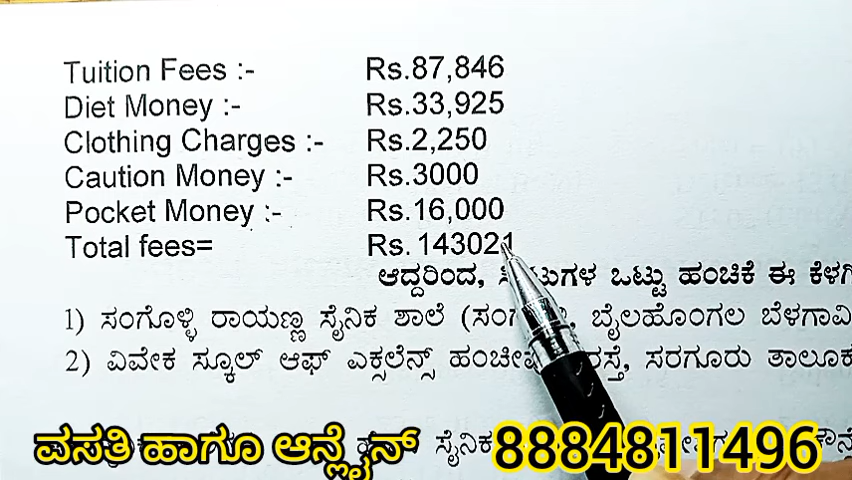 Tuition Fees :- Rs.87,846
Diet Money :- Rs.33,925
Clothing Charges :- Rs.2,250
Caution Money :- Rs.3000
Pocket Money :- Rs.16,000
Total fees= Rs. 143021
ಆದ್ದರಿಂದ, ಒಟ್ಟು ಹಂಚಿಕೆ ಈ
1) ಸಂಗೊಳ್ಳಿ ರಾಯಣ್ಣ ಸೈನಿಕ ಶಾಲೆ ಬೈಲಹೊಂಗಲ ಬೆಳಗಾವಿ
2) ವಿವೇಕ ಸ್ಕೂಲ್ ಆಫ್ ಎಕ್ಸಲೆನ್ಸ್ ಸರಗೂರು ತಾಲೂಕ
ಸೈನಿಕ
ವಸತಿ ಹಾಗೂ ಆನ್ಲೈನ್ 8884811496